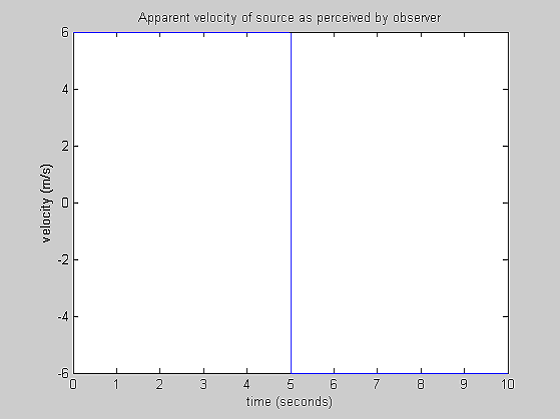 Apparent velocity of source as perceived by observer
6
4
2
0
-2
-4
-6
velocity (m/s)
0 1 2 3 4 5 6 7 8 9 10
time (seconds)